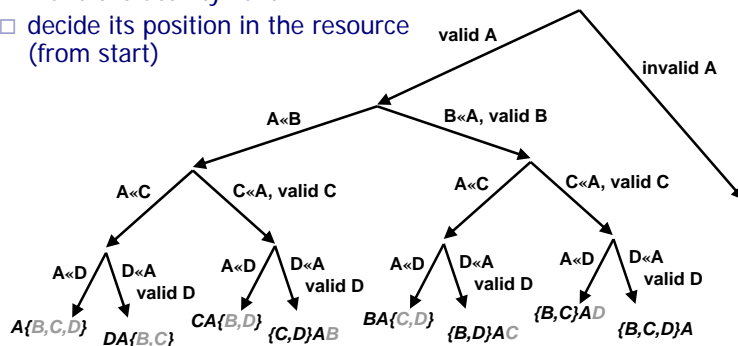 □ decide its position in the resource
(from start)
valid A
invalid A
A«B
B«A, valid B
A«C
C«A, valid C
A«C
C«A, valid C
A«D
D«A
valid D
A«D
D«A
valid D
A«D
D«A
valid D
A«D
D«A
valid D
A{B,C,D}
DA{B,C}
CA{B,D}
{C,D}AB
BA{C,D}
{B,D}AC
{B,C}AD
{B,C,D}A